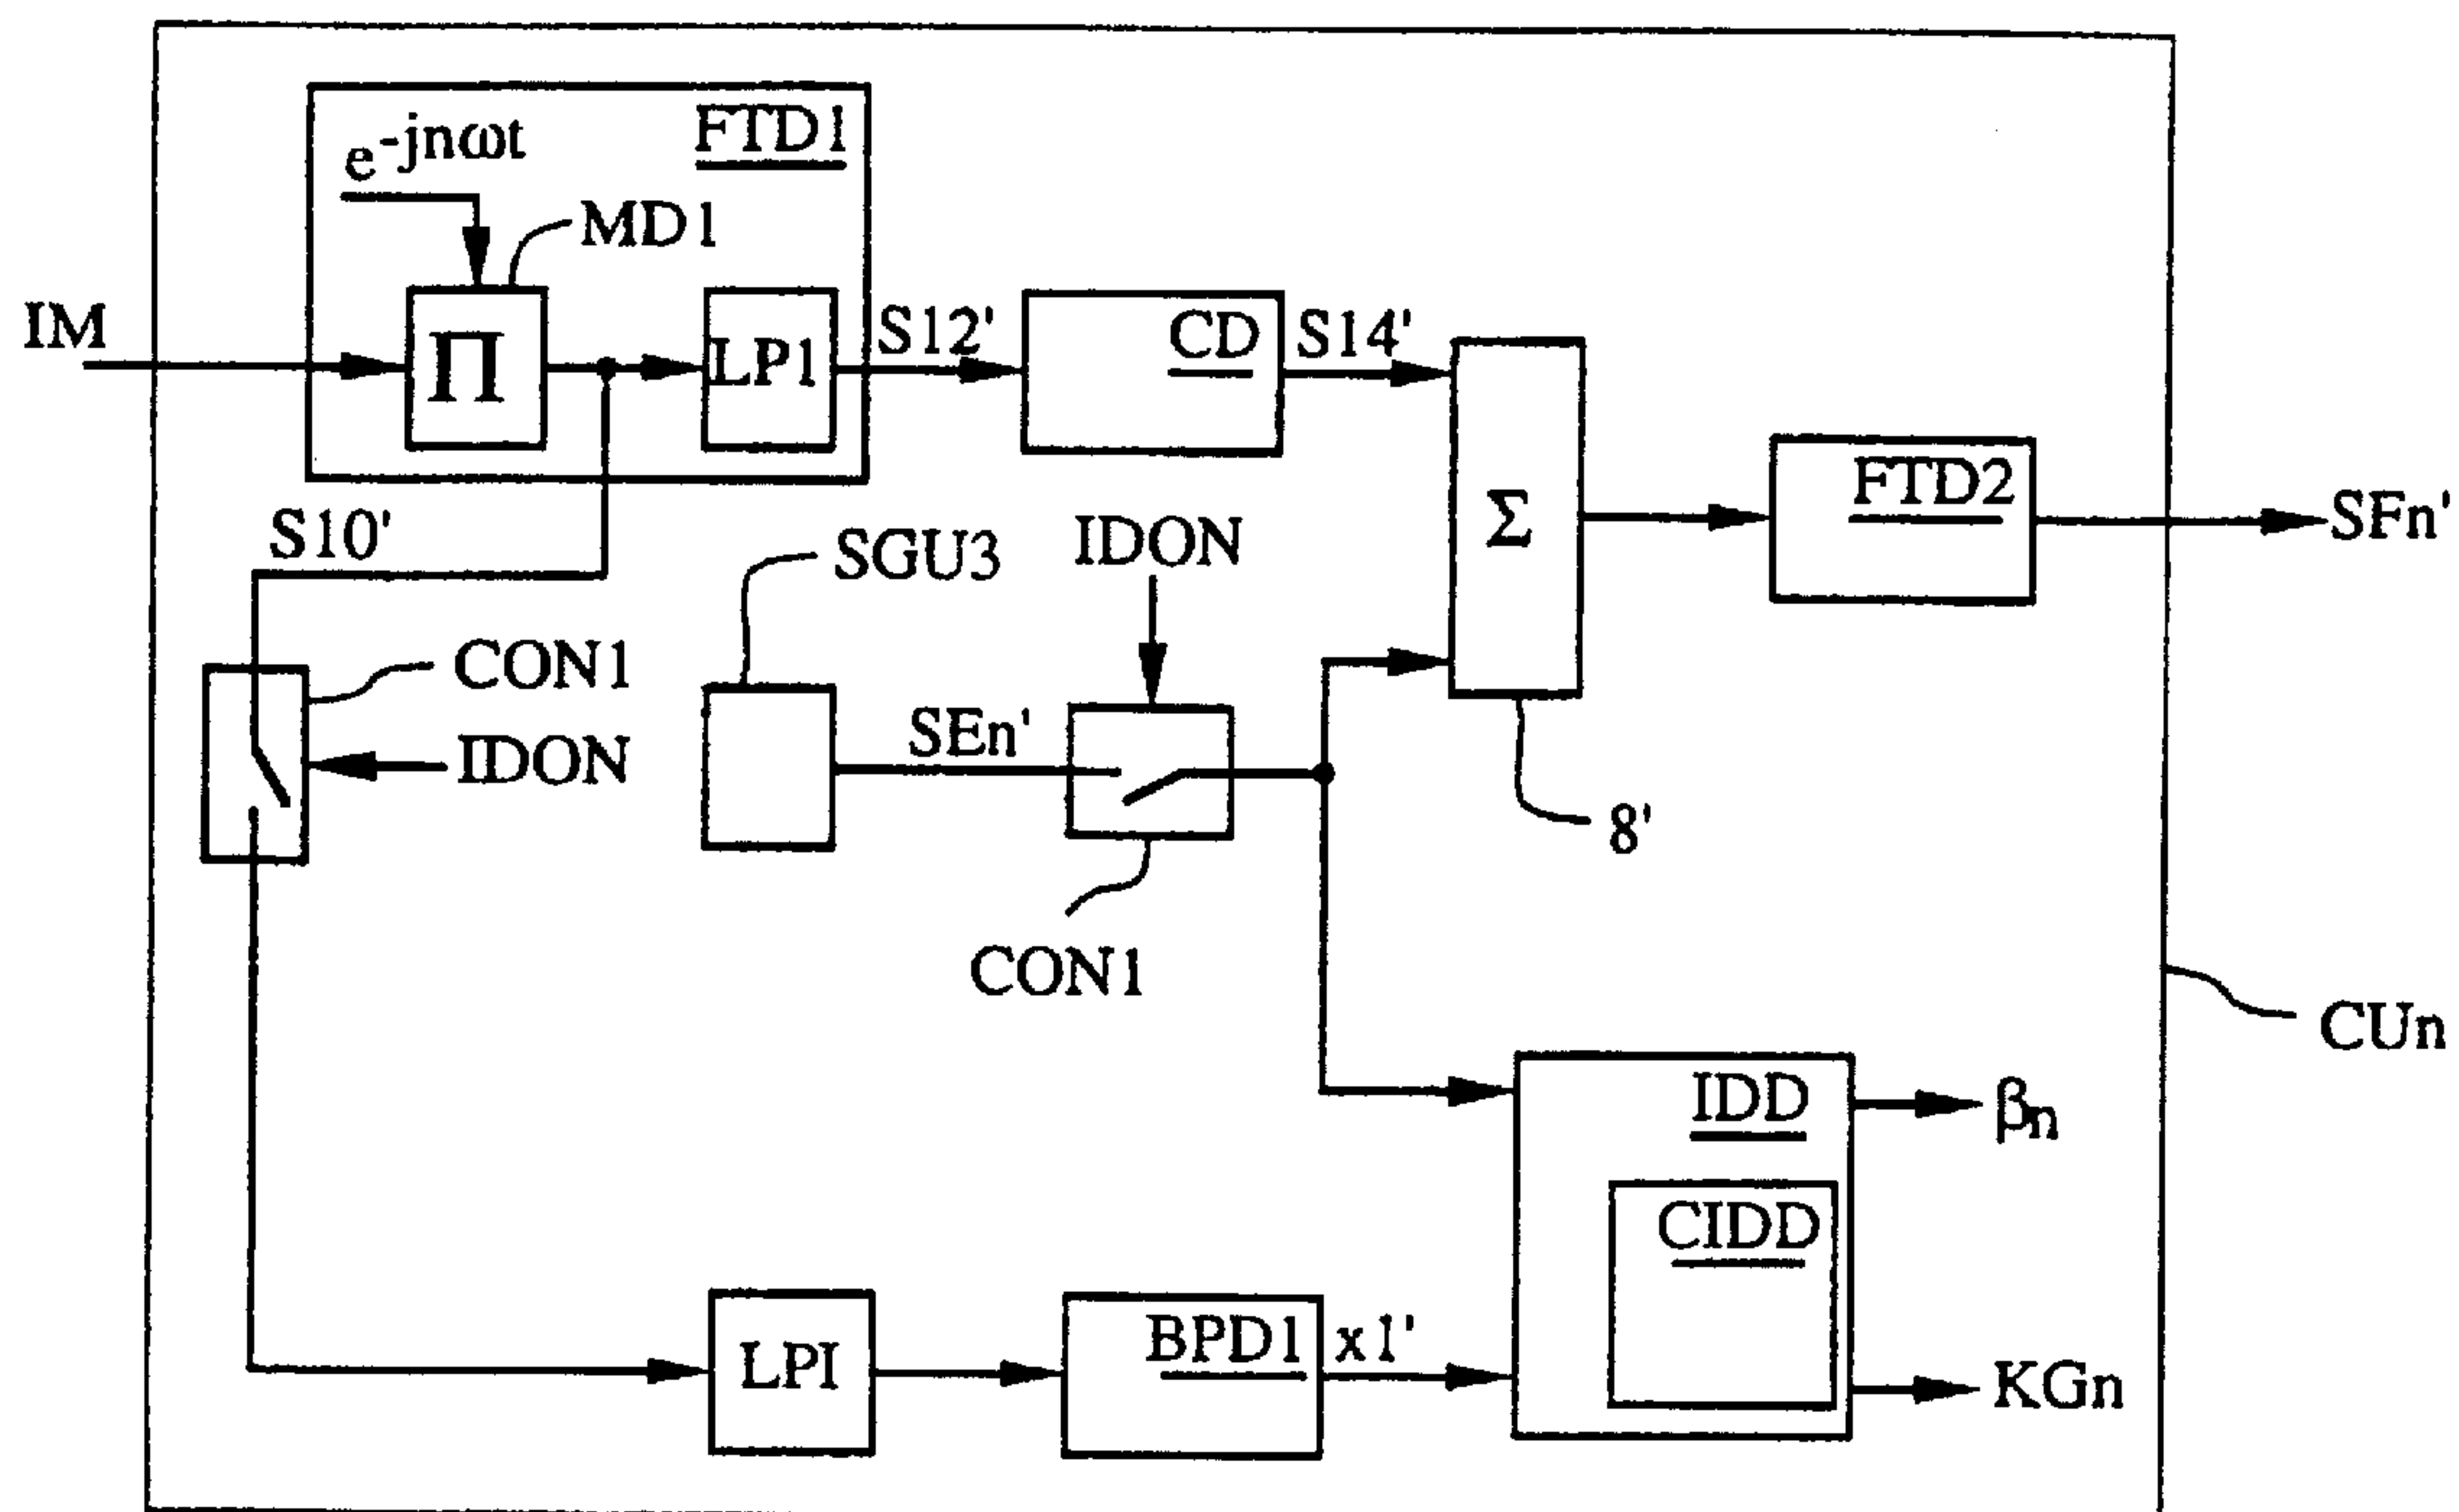 FTD1
e-jnωt
MD1
IM
Π
LP1
S12'
CD
S14'
Σ
FTD2
SFn'
S10'
SGU3
IDON
CON1
IDON
SEn'
8'
CON1
CUn
IDD
βn
CIDD
LPI
BPD1
x1'
KGn